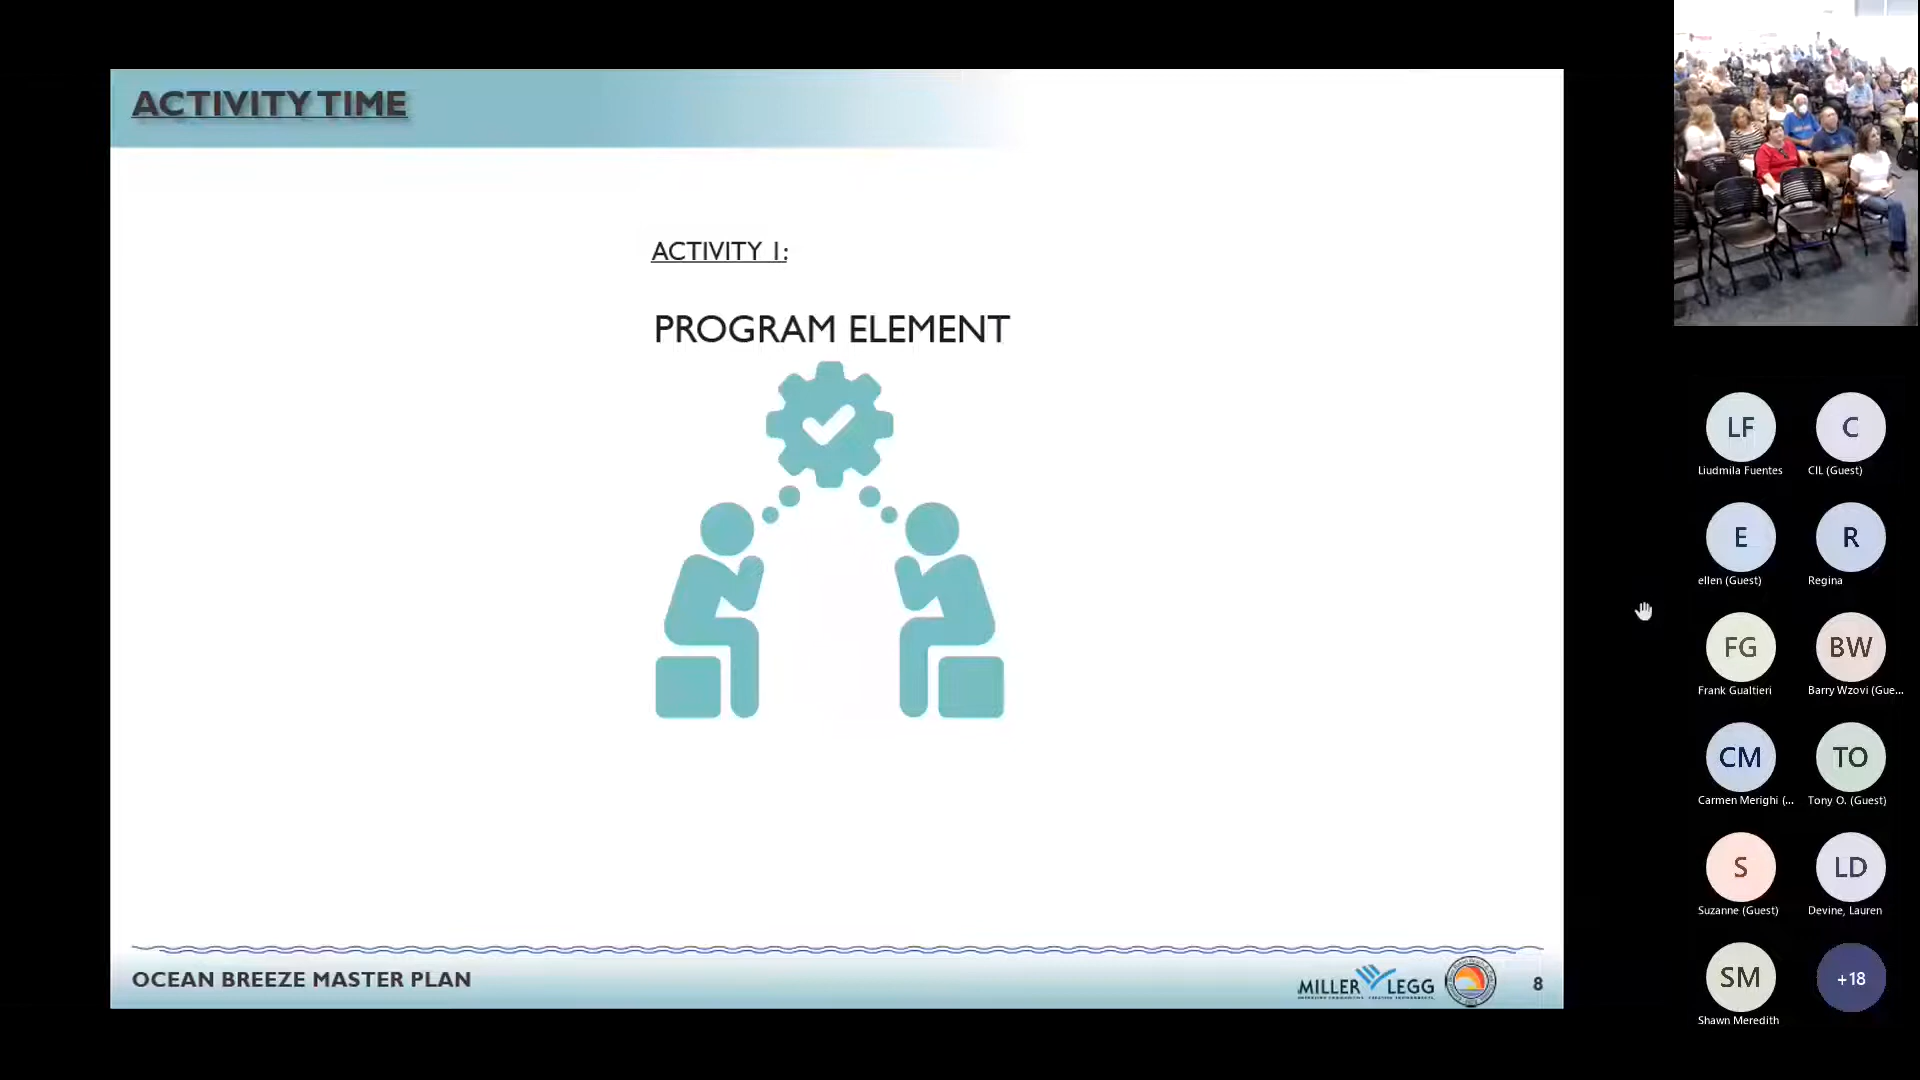 ACTIVITY TIME
ACTIVITY 1:
PROGRAM ELEMENT
OCEAN BREEZE MASTER PLAN
MILLER LEGG
8
LF
C
Liudmila Fuentes
CIL (Guest)
E
R
ellen (Guest)
Regina
FG
BW
Frank Gualtieri
Barry Wzovi (Gue...
CM
TO
Carmen Merighi (...
Tony O. (Guest)
S
LD
Suzanne (Guest)
Devine, Lauren
SM
+18
Shawn Meredith